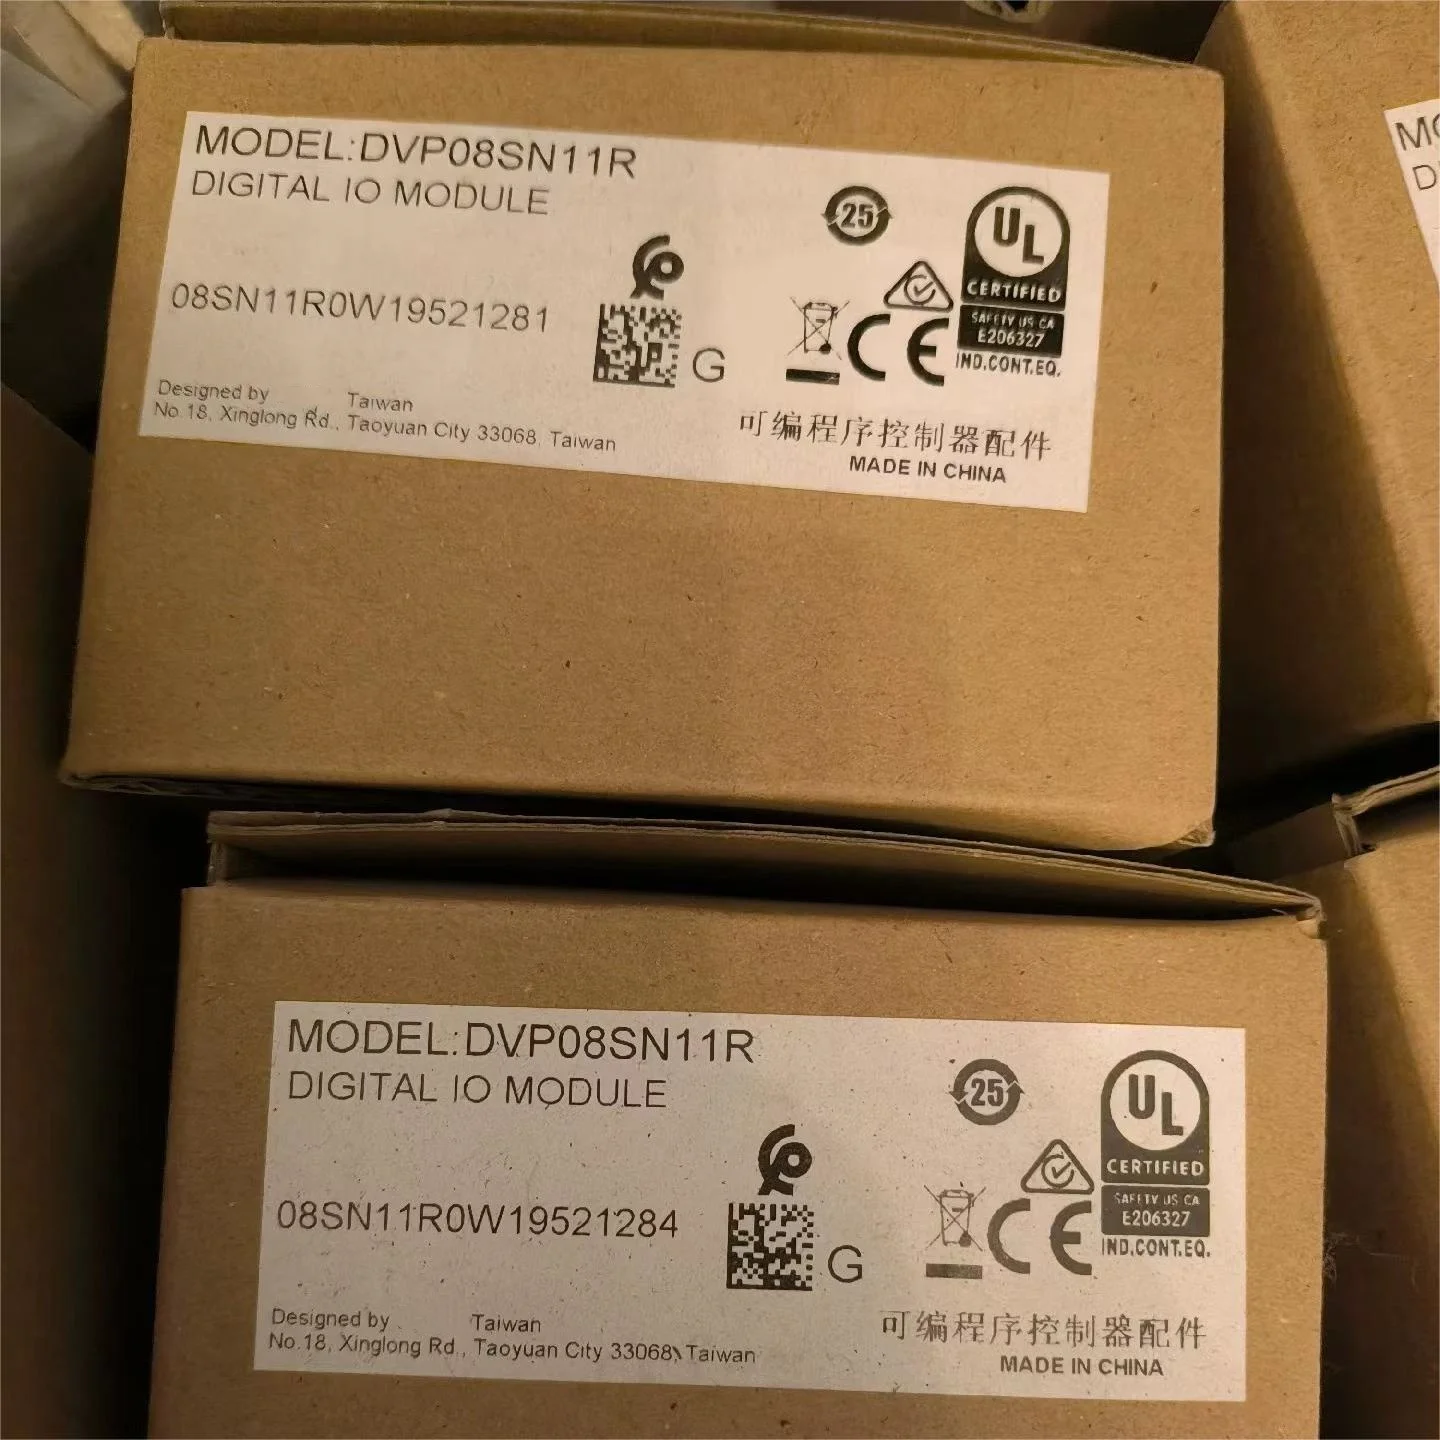 MODEL:DVP08SN11R
DIGITAL IO MODULE
25
UL
CERTIFIED
SAFETY US CA
E206327
IND.CONT.EQ.
08SN11R0W19521281
G
CE
Designed by Taiwan
No.18, Xinglong Rd., Taoyuan City 33068, Taiwan
可编程序控制器配件
MADE IN CHINA
MODEL:DVP08SN11R
DIGITAL IO MODULE
25
UL
CERTIFIED
SAFETY US CA
E206327
IND.CONT.EQ.
08SN11R0W19521284
G
CE
Designed by Taiwan
No.18, Xinglong Rd., Taoyuan City 33068, Taiwan
可编程序控制器配件
MADE IN CHINA